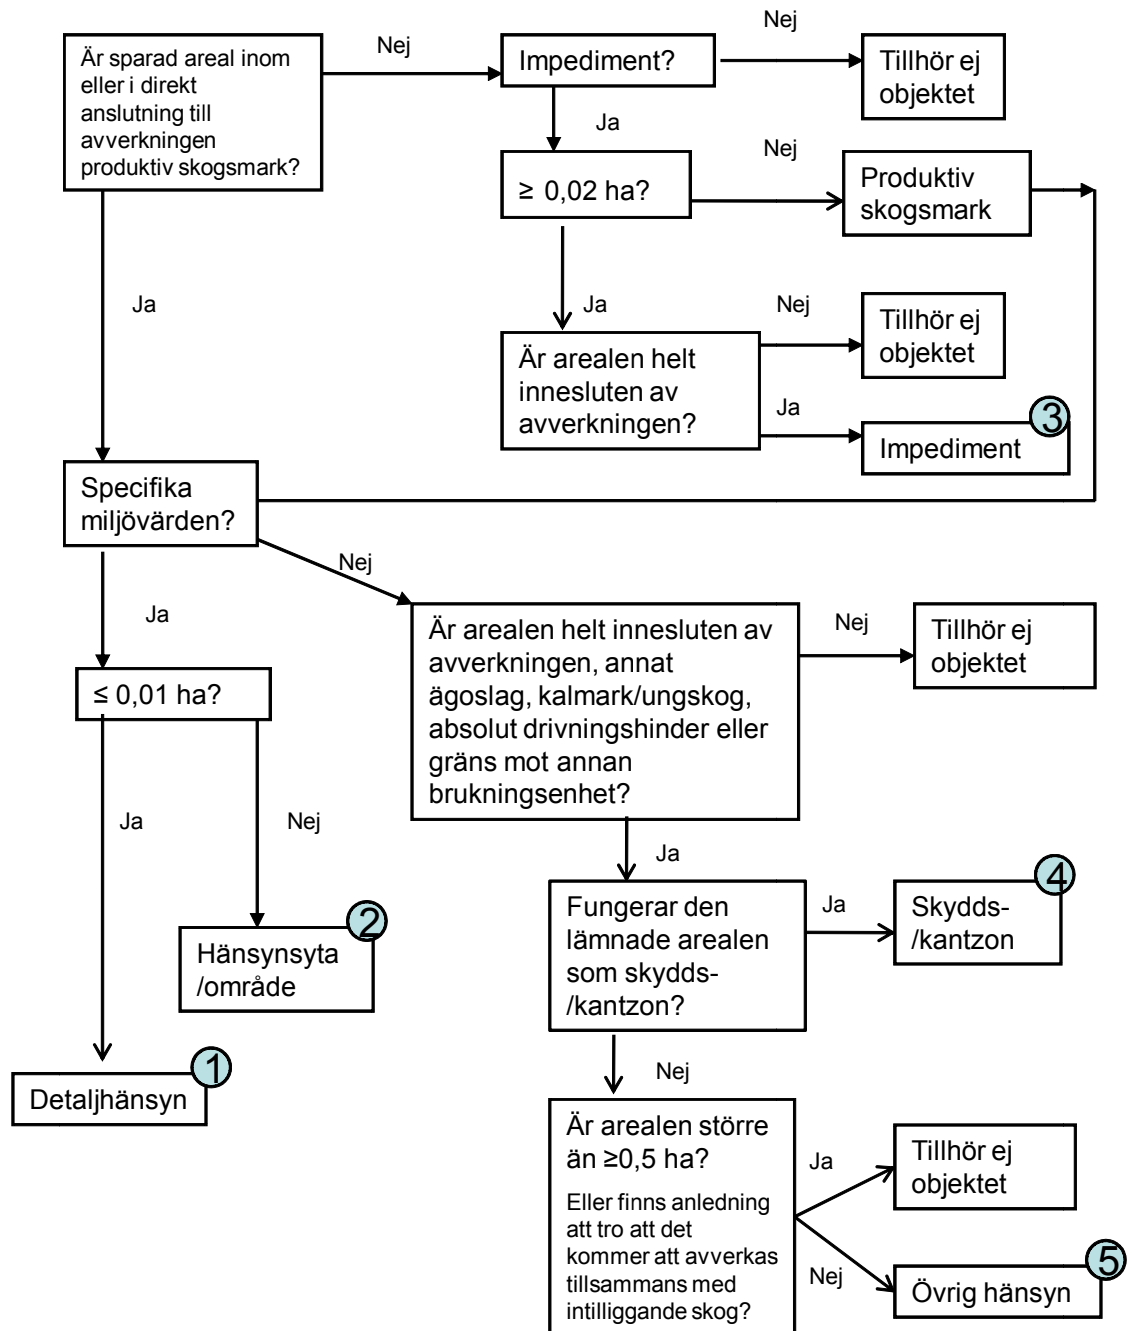 Är sparad areal inom
eller i direkt
anslutning till
avverkningen
produktiv skogsmark?
Nej
Impediment?
Nej
Tillhör ej
objektet
Ja
≥ 0,02 ha?
Nej
Produktiv
skogsmark
Ja
Ja
Är arealen helt
innesluten av
avverkningen?
Nej
Tillhör ej
objektet
Ja
Impediment
3
Specifika
miljövärden?
Nej
Ja
Är arealen helt innesluten av
avverkningen, annat
ägoslag, kalmark/ungskog,
absolut drivningshinder eller
gräns mot annan
brukningsenhet?
Nej
Tillhör ej
objektet
≤ 0,01 ha?
Ja
Nej
Ja
Hänsynsyta
/område
2
Detaljhänsyn
1
Fungerar den
lämnade arealen
som skydds-
/kantzon?
Ja
Skydds-
/kantzon
4
Nej
Är arealen större
än ≥0,5 ha?
Eller finns anledning
att tro att det
kommer att avverkas
tillsammans med
intilliggande skog?
Ja
Tillhör ej
objektet
Nej
Övrig hänsyn
5